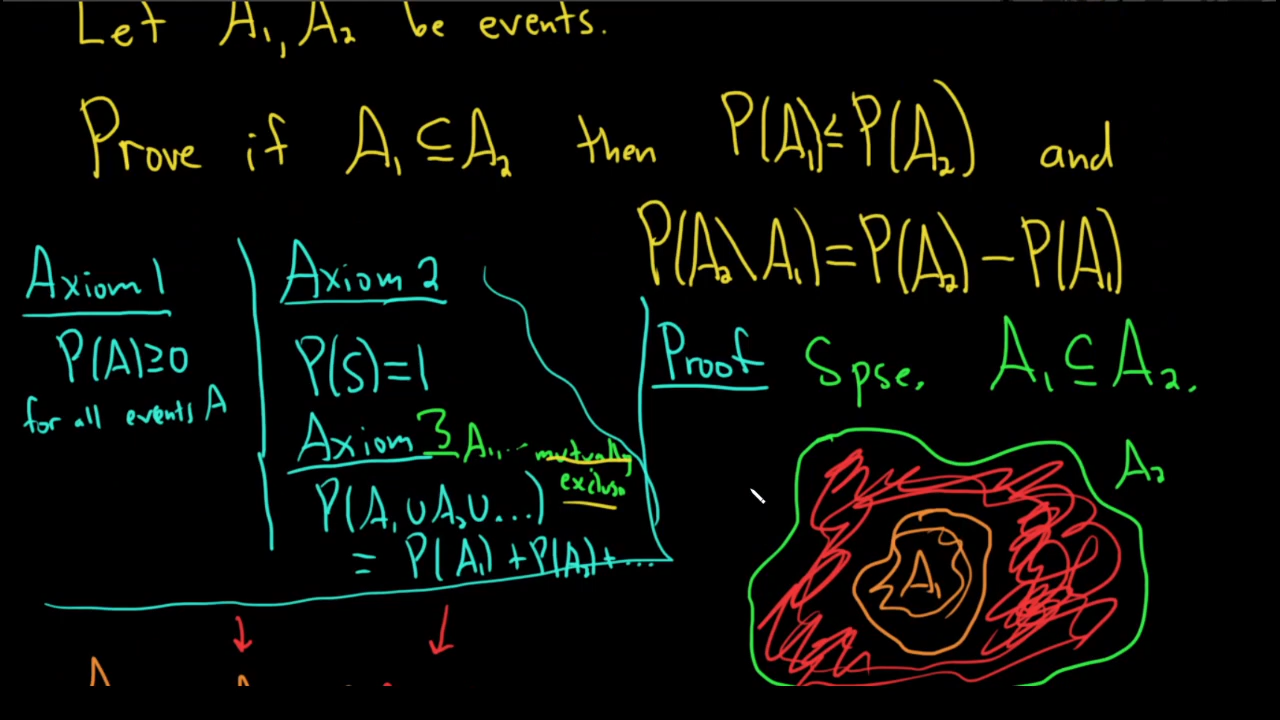 Let A₁, A₂ be events.
Prove if A₁ ⊆ A₂ then P(A₁) ≤ P(A₂) and
P(A₂\A₁) = P(A₂) - P(A₁)
Axiom 1
P(A) ≥ 0
for all events A
Axiom 2
P(S) = 1
Axiom 3 A₁,... mutually
exclusi
P(A₁ ∪ A₂ ∪ ...)
= P(A₁) + P(A₂) + ...
Proof Spse. A₁ ⊆ A₂.
A₂
A₁